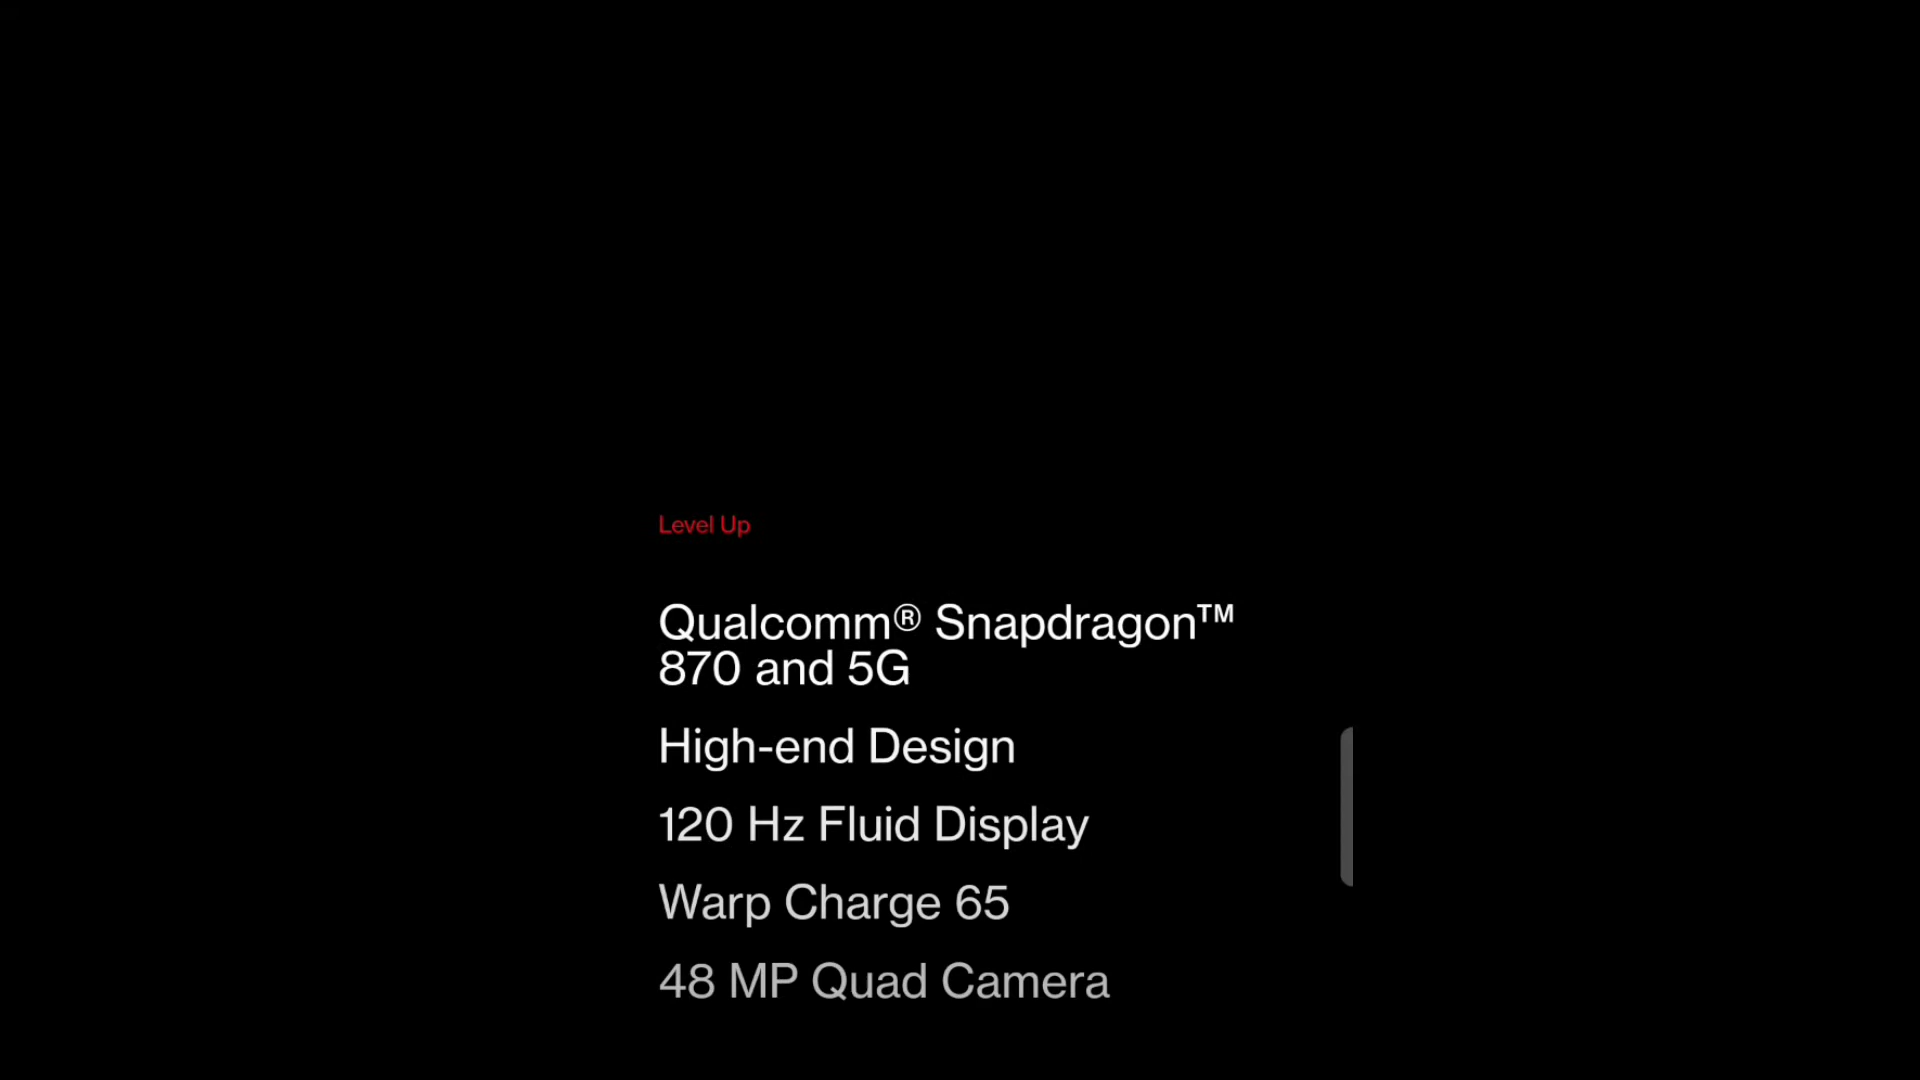 Level Up
Qualcomm® Snapdragon™
870 and 5G
High-end Design
120 Hz Fluid Display
Warp Charge 65
48 MP Quad Camera